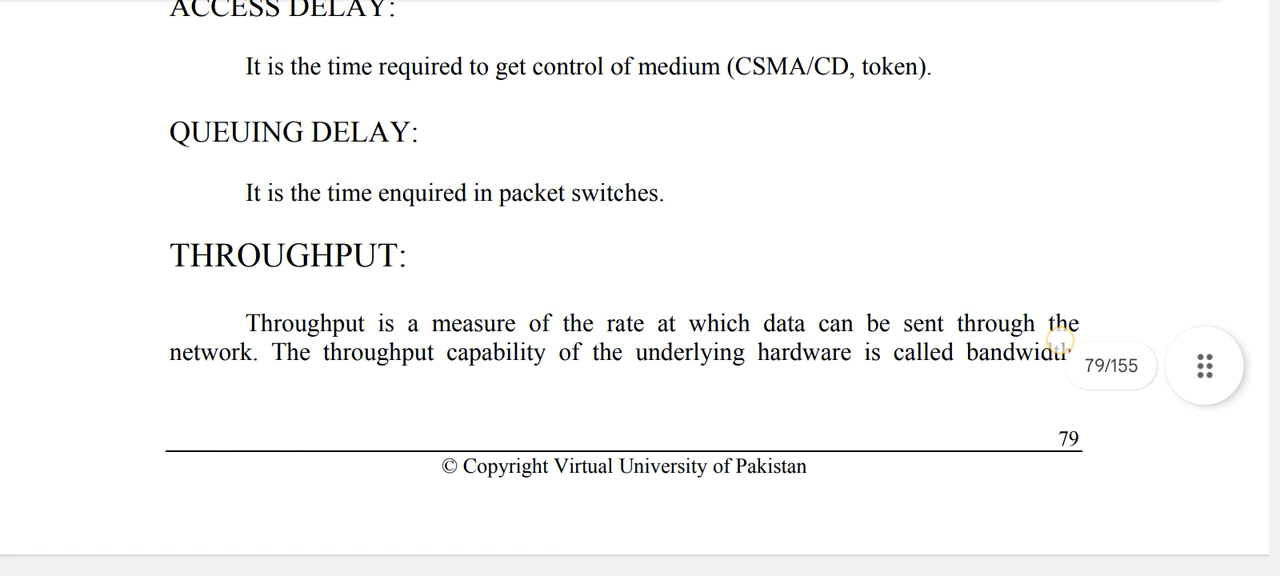 ACCESS DELAY:
It is the time required to get control of medium (CSMA/CD, token).
QUEUING DELAY:
It is the time enquired in packet switches.
THROUGHPUT:
Throughput is a measure of the rate at which data can be sent through the
network. The throughput capability of the underlying hardware is called bandwidth
79/155
79
© Copyright Virtual University of Pakistan